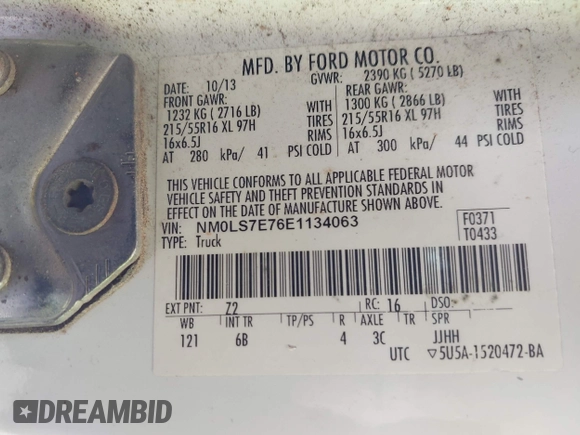 MFD. BY FORD MOTOR CO.
DATE: 10/13 GVWR: 2390 KG ( 5270 LB)
FRONT GAWR: REAR GAWR:
1232 KG ( 2716 LB) WITH 1300 KG ( 2866 LB) WITH
215/55R16 XL 97H TIRES 215/55R16 XL 97H TIRES
16x6.5J RIMS 16x6.5J RIMS
AT 280 kPa/ 41 PSI COLD AT 300 kPa/ 44 PSI COLD
THIS VEHICLE CONFORMS TO ALL APPLICABLE FEDERAL MOTOR
VEHICLE SAFETY AND THEFT PREVENTION STANDARDS IN
EFFECT ON THE DATE OF MANUFACTURE SHOWN ABOVE.
VIN: NM0LS7E76E1134063 F0371
TYPE: Truck T0433
EXT PNT: Z2 RC: 16 DSO:
WB INT TR TP/PS R AXLE TR SPR
121 6B 4 3C JJHH
UTC ▽5U5A-1520472-BA
DREAMBID